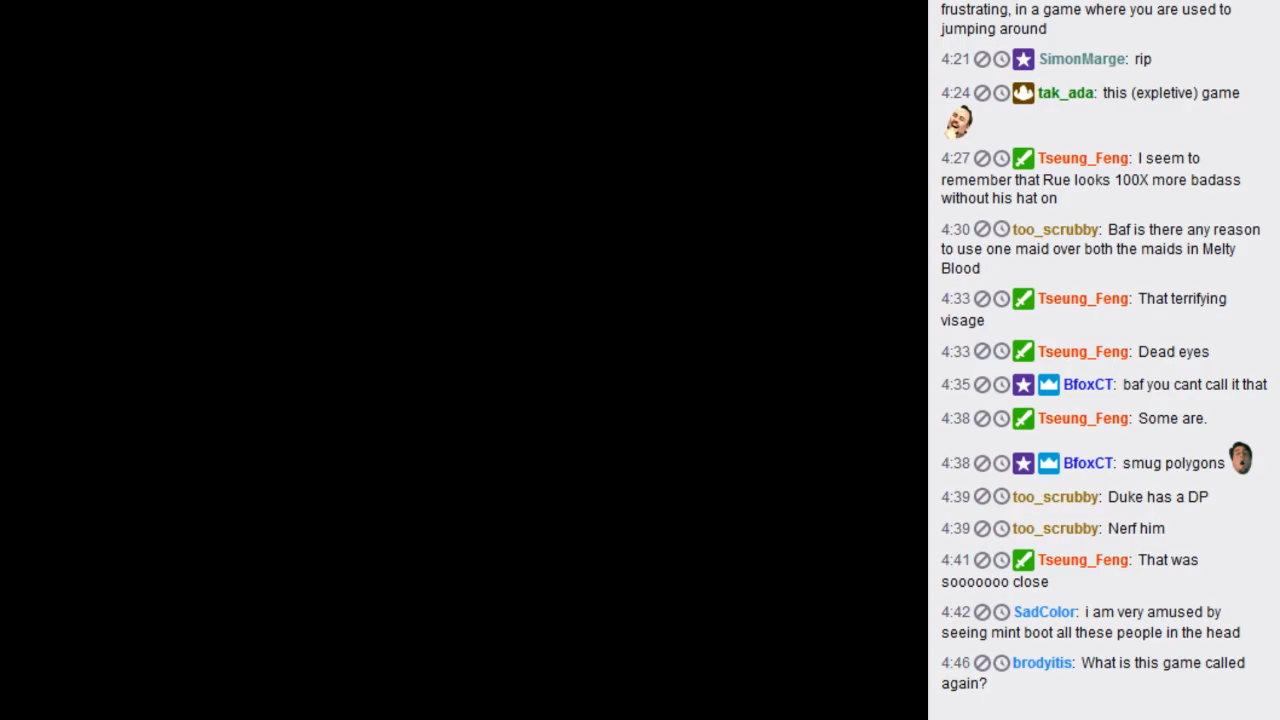 frustrating, in a game where you are used to
jumping around
4:21 SimonMarge: rip
4:24 tak_ada: this (expletive) game
4:27 Tseung_Feng: I seem to
remember that Rue looks 100X more badass
without his hat on
4:30 too_scrubby: Baf is there any reason
to use one maid over both the maids in Melty
Blood
4:33 Tseung_Feng: That terrifying
visage
4:33 Tseung_Feng: Dead eyes
4:35 BfoxCT: baf you cant call it that
4:38 Tseung_Feng: Some are.
4:38 BfoxCT: smug polygons
4:39 too_scrubby: Duke has a DP
4:39 too_scrubby: Nerf him
4:41 Tseung_Feng: That was
sooooooo close
4:42 SadColor: i am very amused by
seeing mint boot all these people in the head
4:46 brodyitis: What is this game called
again?